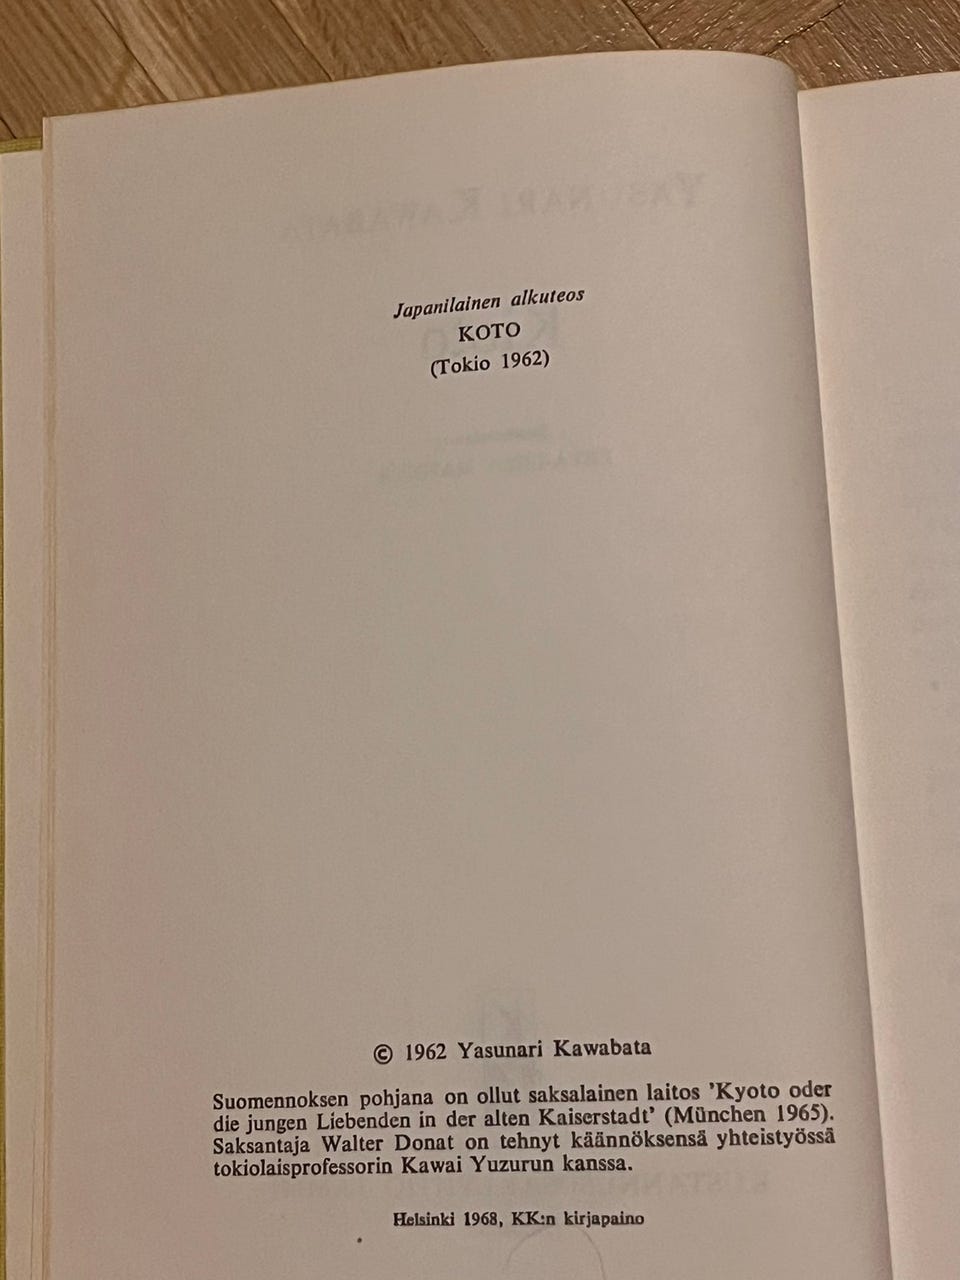 Japanilainen alkuteos
KOTO
(Tokio 1962)
© 1962 Yasunari Kawabata
Suomennoksen pohjana on ollut saksalainen laitos ’Kyoto oder
die jungen Liebenden in der alten Kaiserstadt’ (München 1965).
Saksantaja Walter Donat on tehnyt käännöksensä yhteistyössä
tokiolaisprofessorin Kawai Yuzurun kanssa.
Helsinki 1968, KK:n kirjapaino